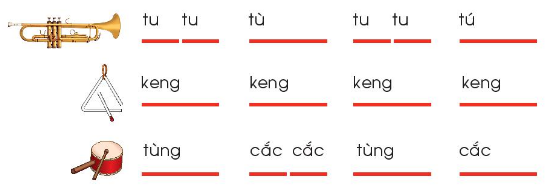 tu tu tù tu tu tú
keng keng keng keng
tùng cắc cắc tùng cắc